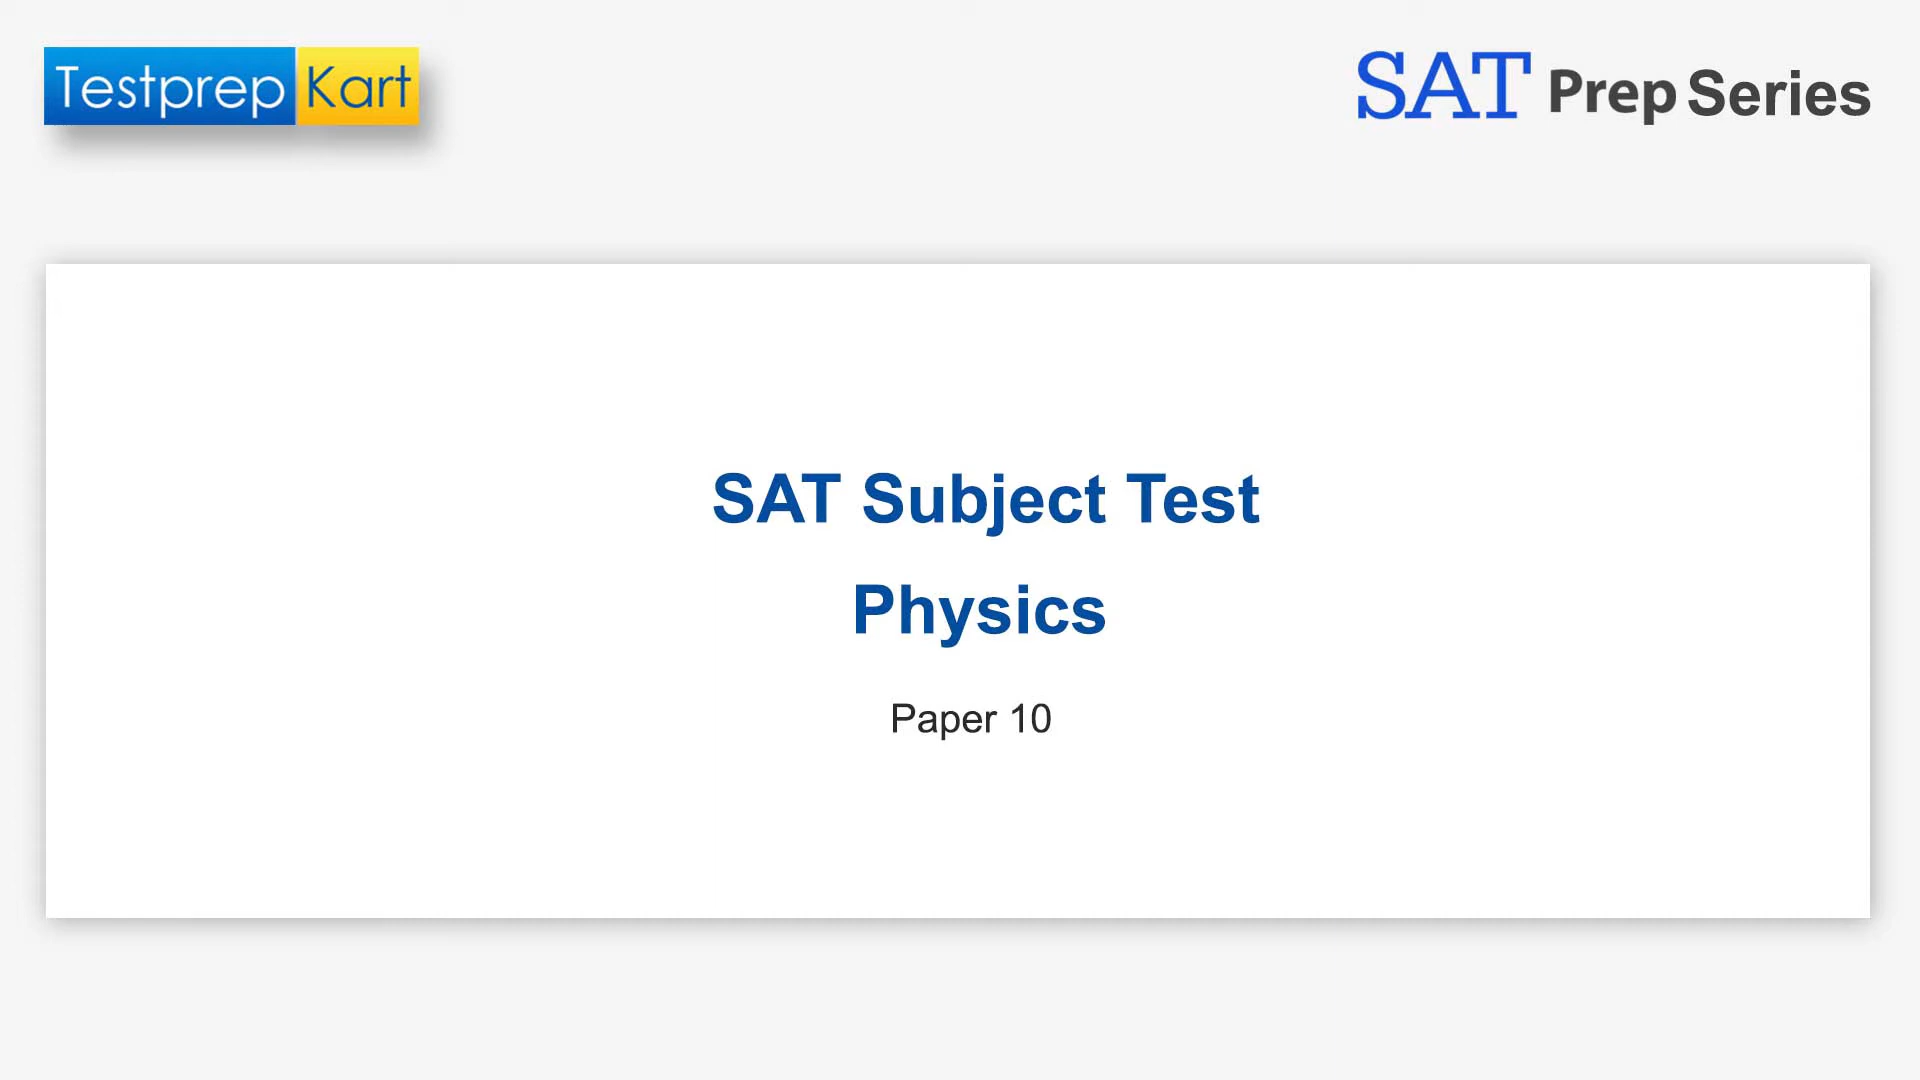 Testprep Kart
SAT Prep Series
SAT Subject Test
Physics
Paper 10